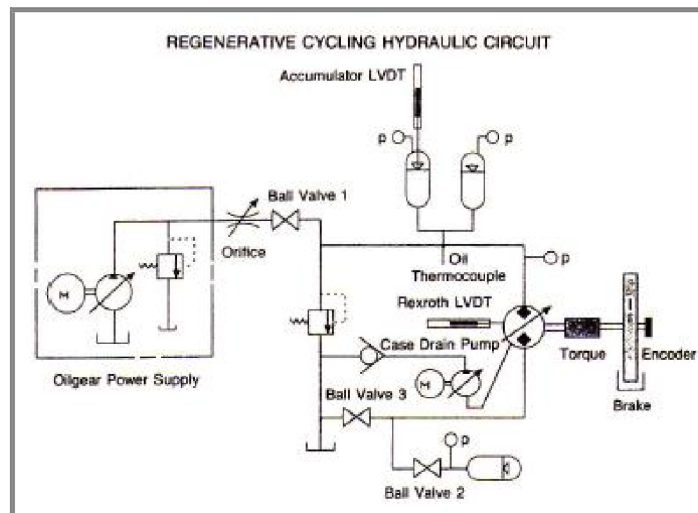 REGENERATIVE CYCLING HYDRAULIC CIRCUIT
Accumulator LVDT
p
p
Ball Valve 1
Orifice
Oil
Thermocouple
p
M
Rexroth LVDT
Case Drain Pump
M
Torque
Encoder
Oilgear Power Supply
Ball Valve 3
Brake
p
Ball Valve 2